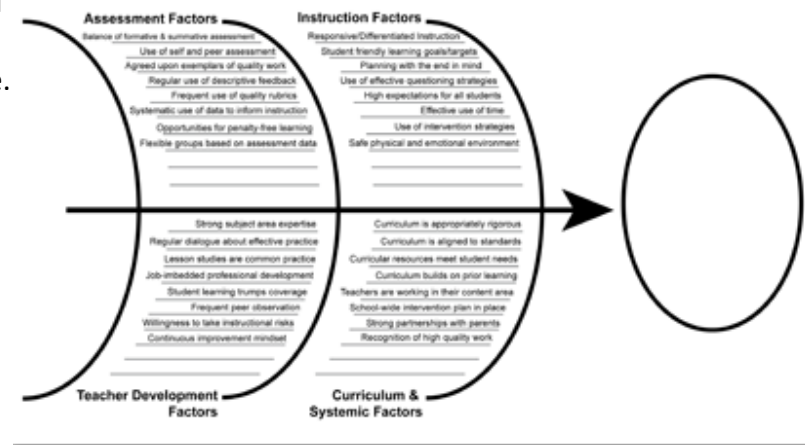 e.
Assessment Factors
Balance of formative & summative assessment
Use of self and peer assessment
Agreed upon exemplars of quality work
Regular use of descriptive feedback
Frequent use of quality rubrics
Systematic use of data to inform instruction
Opportunities for penalty-free learning
Flexible groups based on assessment data
Instruction Factors
Responsive/Differentiated Instruction
Student friendly learning goals/targets
Planning with the end in mind
Use of effective questioning strategies
High expectations for all students
Effective use of time
Use of intervention strategies
Safe physical and emotional environment
Strong subject area expertise
Regular dialogue about effective practice
Lesson studies are common practice
Job-imbedded professional development
Student learning trumps coverage
Frequent peer observation
Willingness to take instructional risks
Continuous improvement mindset
Teacher Development
Factors
Curriculum is appropriately rigorous
Curriculum is aligned to standards
Curricular resources meet student needs
Curriculum builds on prior learning
Teachers are working in their content area
School-wide intervention plan in place
Strong partnerships with parents
Recognition of high quality work
Curriculum &
Systemic Factors